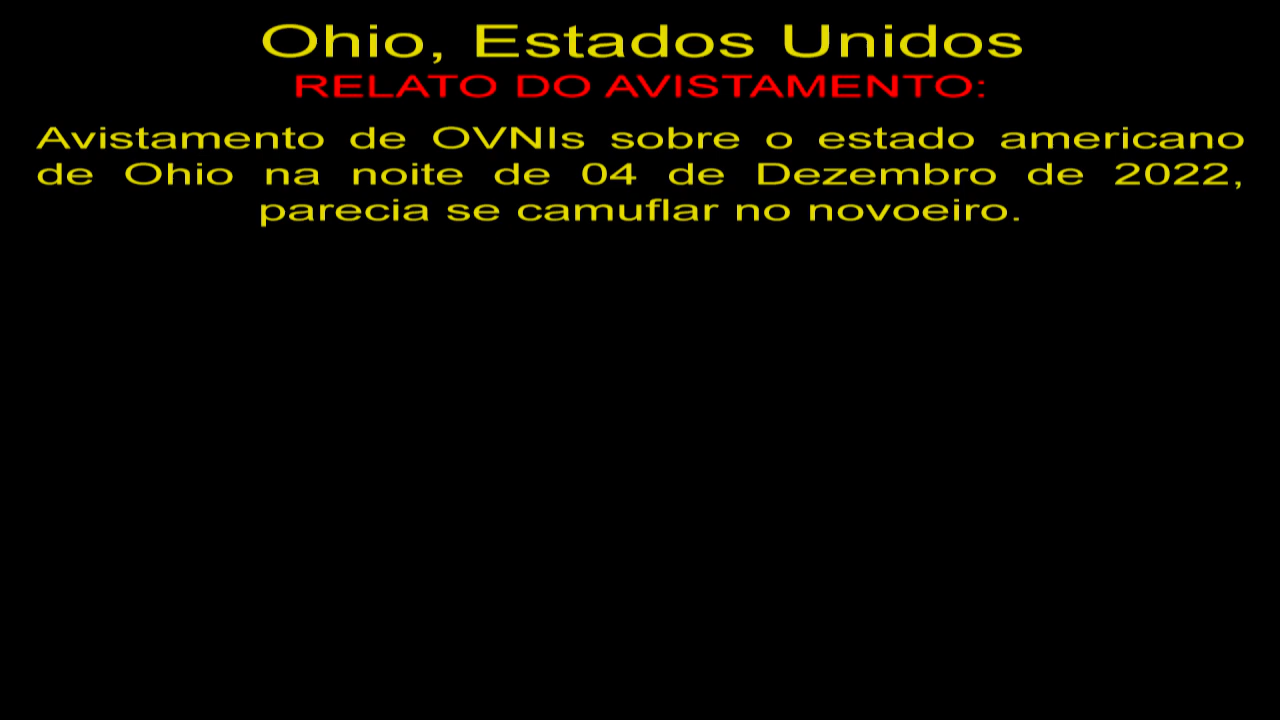 Ohio, Estados Unidos
RELATO DO AVISTAMENTO:
Avistamento de OVNIs sobre o estado americano
de Ohio na noite de 04 de Dezembro de 2022,
parecia se camuflar no novoeiro.